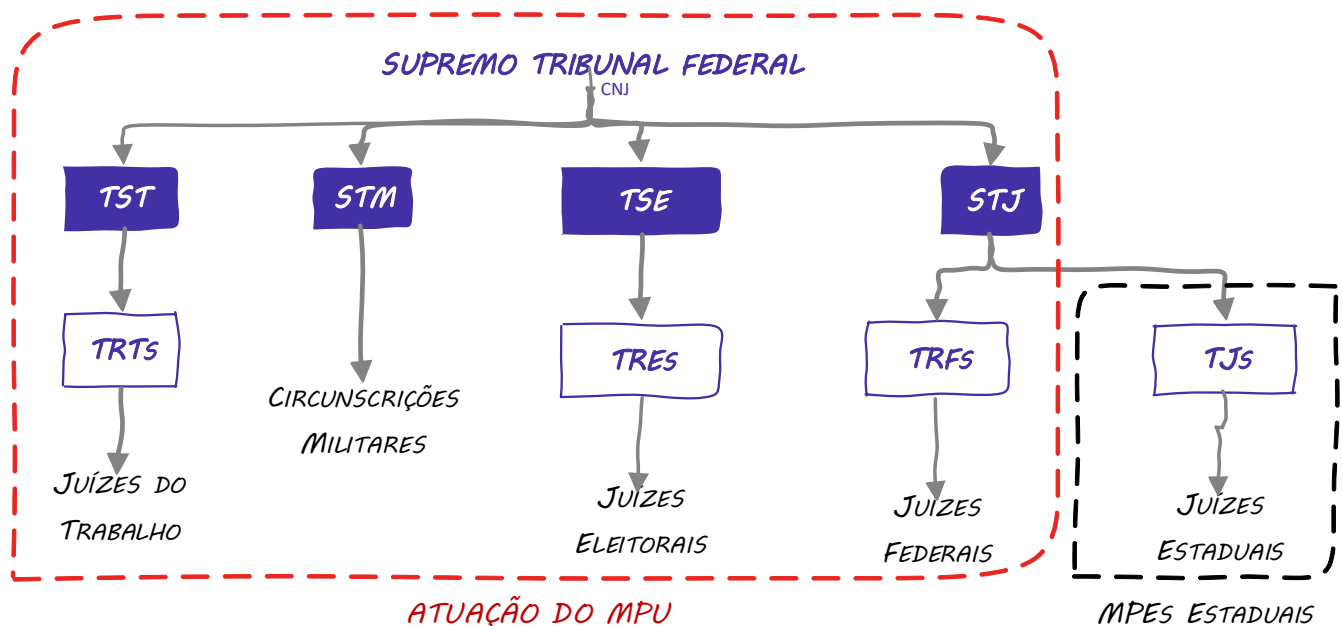 SUPREMO TRIBUNAL FEDERAL
CNJ
TST
STM
TSE
STJ
TRTS
TRES
TRFS
TJS
CIRCUNSCRIÇÕES
MILITARES
JUÍZES DO
TRABALHO
JUÍZES
ELEITORAIS
JUÍZES
FEDERAIS
JUÍZES
ESTADUAIS
ATUAÇÃO DO MPU
MPES ESTADUAIS